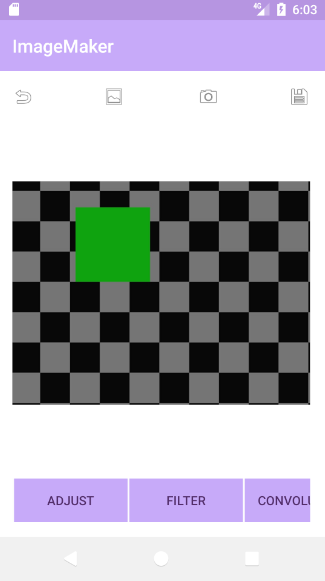 4G 6:03
ImageMaker
ADJUST FILTER CONVOLU